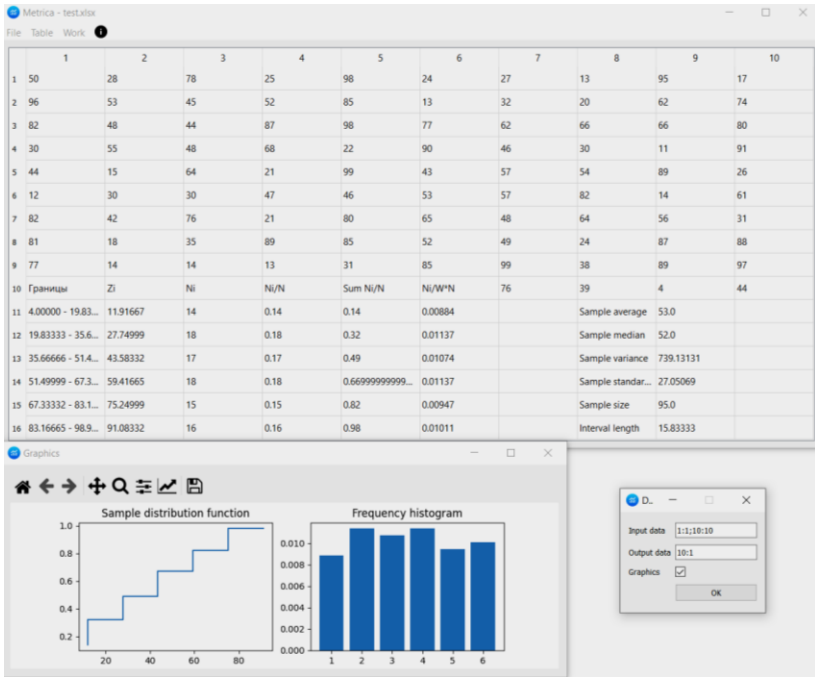 Metrica - test.xlsx
File Table Work
1 2 3 4 5 6 7 8 9 10
1 50 28 78 25 98 24 27 13 95 17
2 96 53 45 52 85 13 32 20 62 74
3 82 48 44 87 98 77 62 66 66 80
4 30 55 48 68 22 90 46 30 11 91
5 44 15 64 21 99 43 57 54 89 26
6 12 30 30 47 46 53 57 82 14 61
7 82 42 76 21 80 65 48 64 56 31
8 81 18 35 89 85 52 49 24 87 88
9 77 14 14 13 31 85 99 38 89 97
10 Границы Zi Ni Ni/N Sum Ni/N Ni/W*N 76 39 4 44
11 4.00000 - 19.83... 11.91667 14 0.14 0.14 0.00884 Sample average 53.0
12 19.83333 - 35.6... 27.74999 18 0.18 0.32 0.01137 Sample median 52.0
13 35.66666 - 51.4... 43.58332 17 0.17 0.49 0.01074 Sample variance 739.13131
14 51.49999 - 67.3... 59.41665 18 0.18 0.66999999999... 0.01137 Sample standar... 27.05069
15 67.33332 - 83.1... 75.24999 15 0.15 0.82 0.00947 Sample size 95.0
16 83.16665 - 98.9... 91.08332 16 0.16 0.98 0.01011 Interval length 15.83333
Graphics
Sample distribution function
1.0
0.8
0.6
0.4
0.2
20 40 60 80
Frequency histogram
0.010
0.008
0.006
0.004
0.002
0.000
1 2 3 4 5 6
D..
Input data 1:1;10:10
Output data 10:1
Graphics
OK